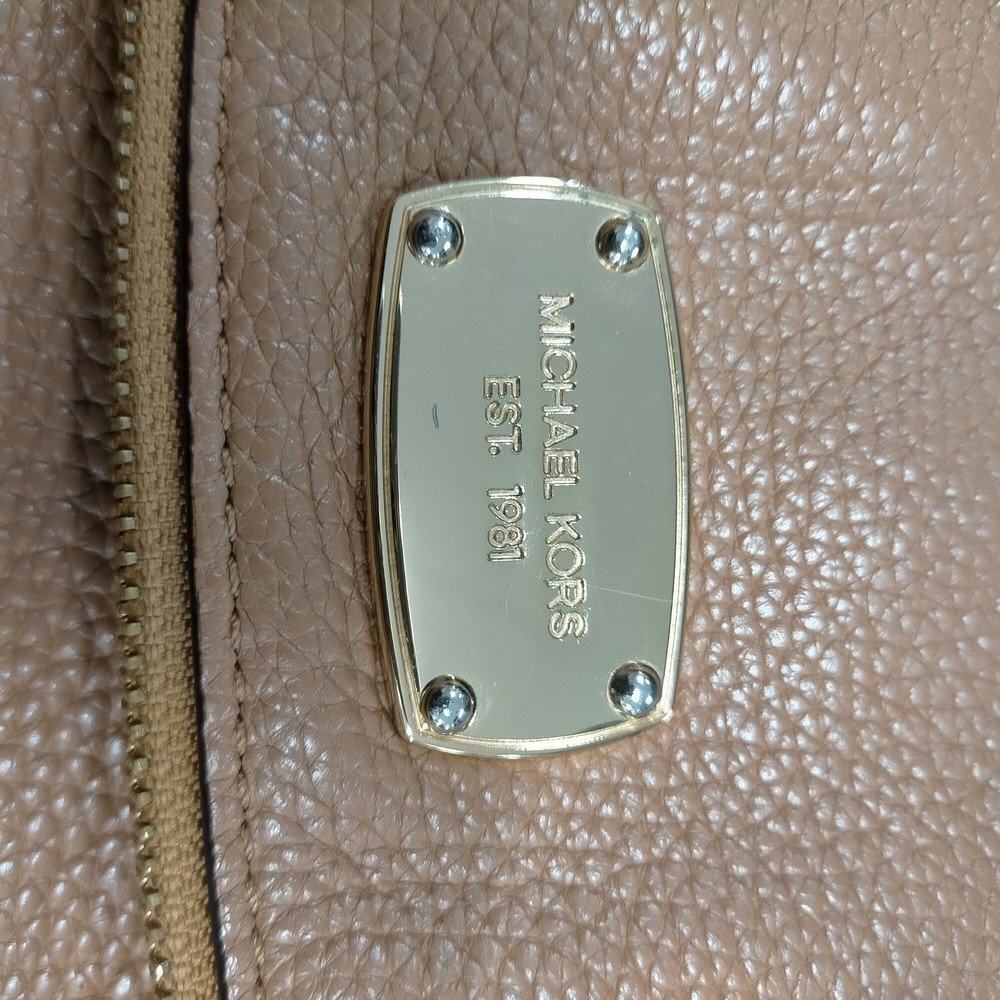 MICHAEL KORS
EST. 1981